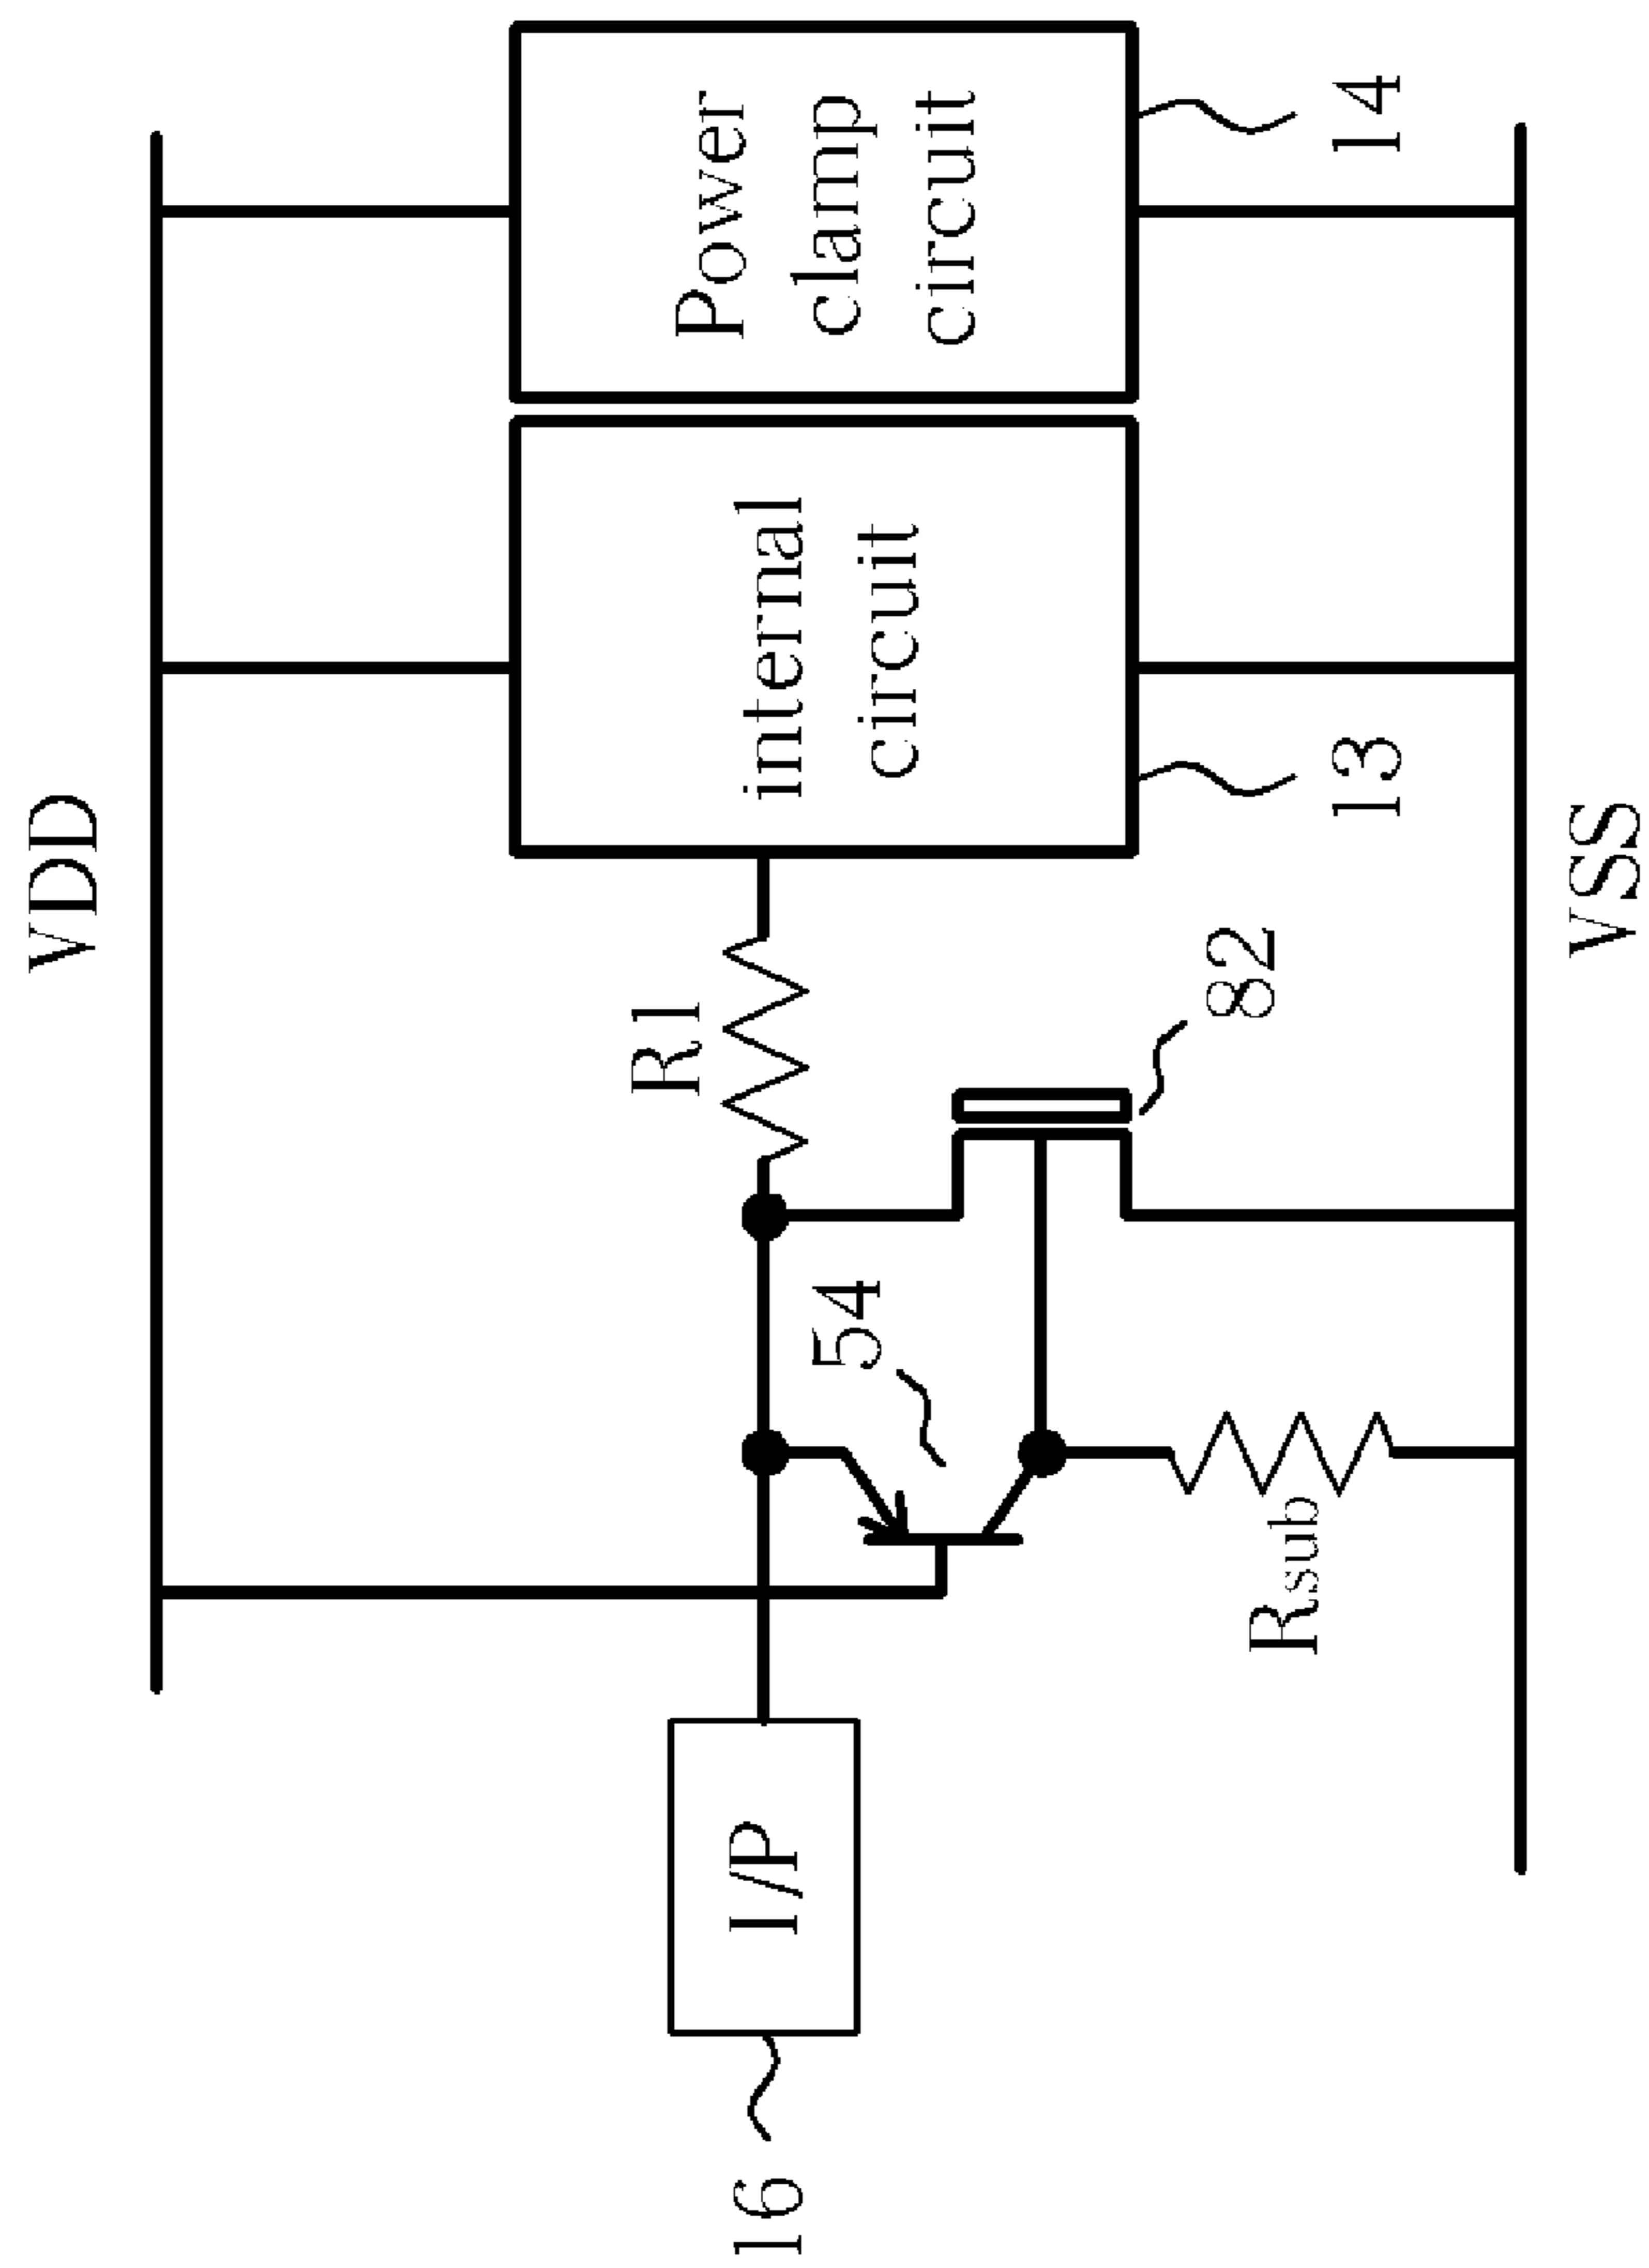 VDD
Power
clamp
circuit
14
internal
circuit
13
R1
82
54
Rsub
I/P
16
VSS